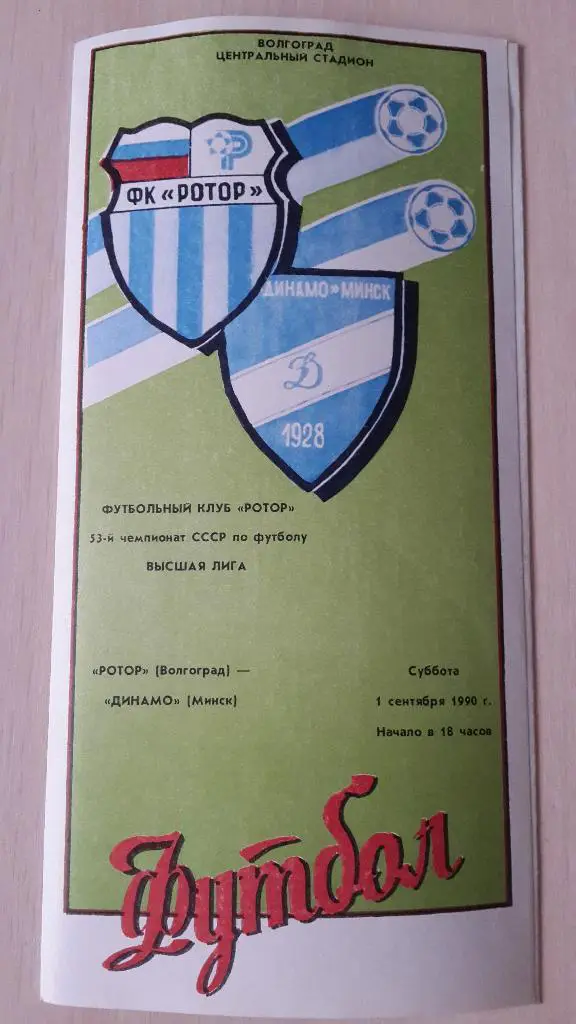 ВОЛГОГРАД
ЦЕНТРАЛЬНЫЙ СТАДИОН
ФК «РОТОР»
ДИНАМО» МИНСК
Д
1928
ФУТБОЛЬНЫЙ КЛУБ «РОТОР»
53-й чемпионат СССР по футболу
ВЫСШАЯ ЛИГА
«РОТОР» (Волгоград) —
«ДИНАМО» (Минск)
Суббота
1 сентября 1990 г.
Начало в 18 часов
Футбол